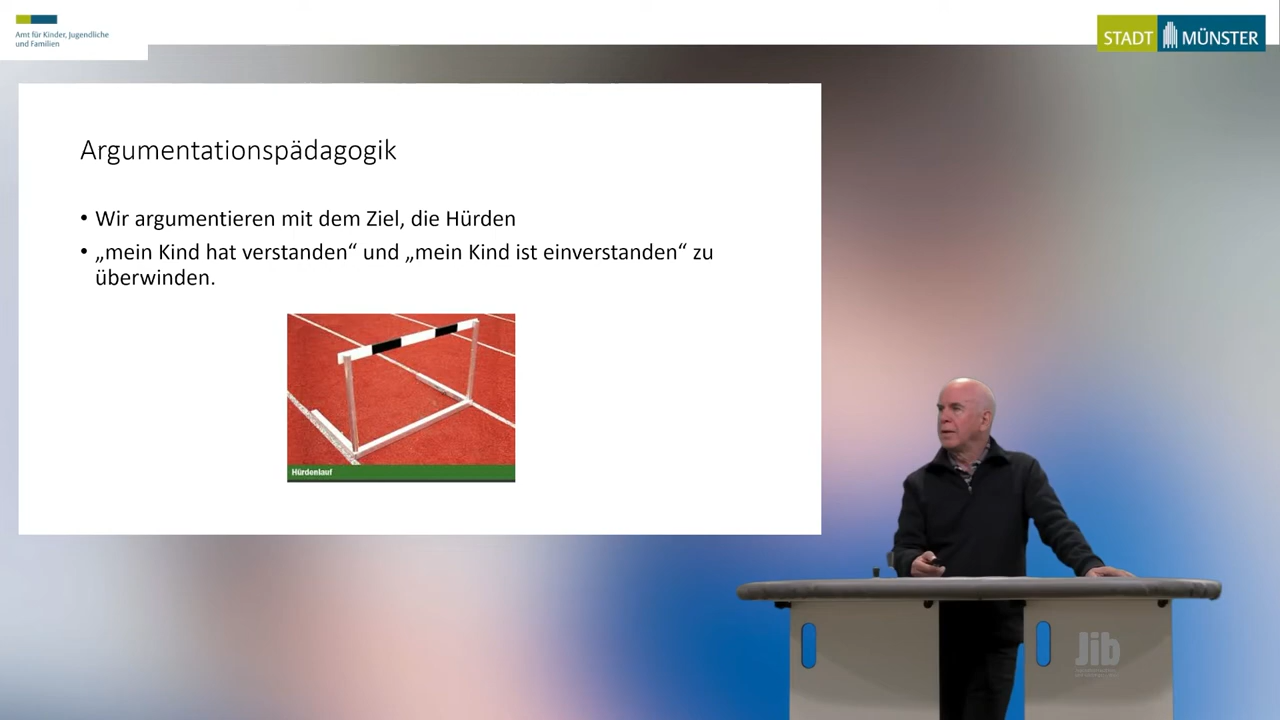 Amt für Kinder, Jugendliche
und Familien
STADT MÜNSTER
Argumentationspädagogik
• Wir argumentieren mit dem Ziel, die Hürden
• „mein Kind hat verstanden“ und „mein Kind ist einverstanden“ zu
überwinden.
Hürdenlauf
Jib